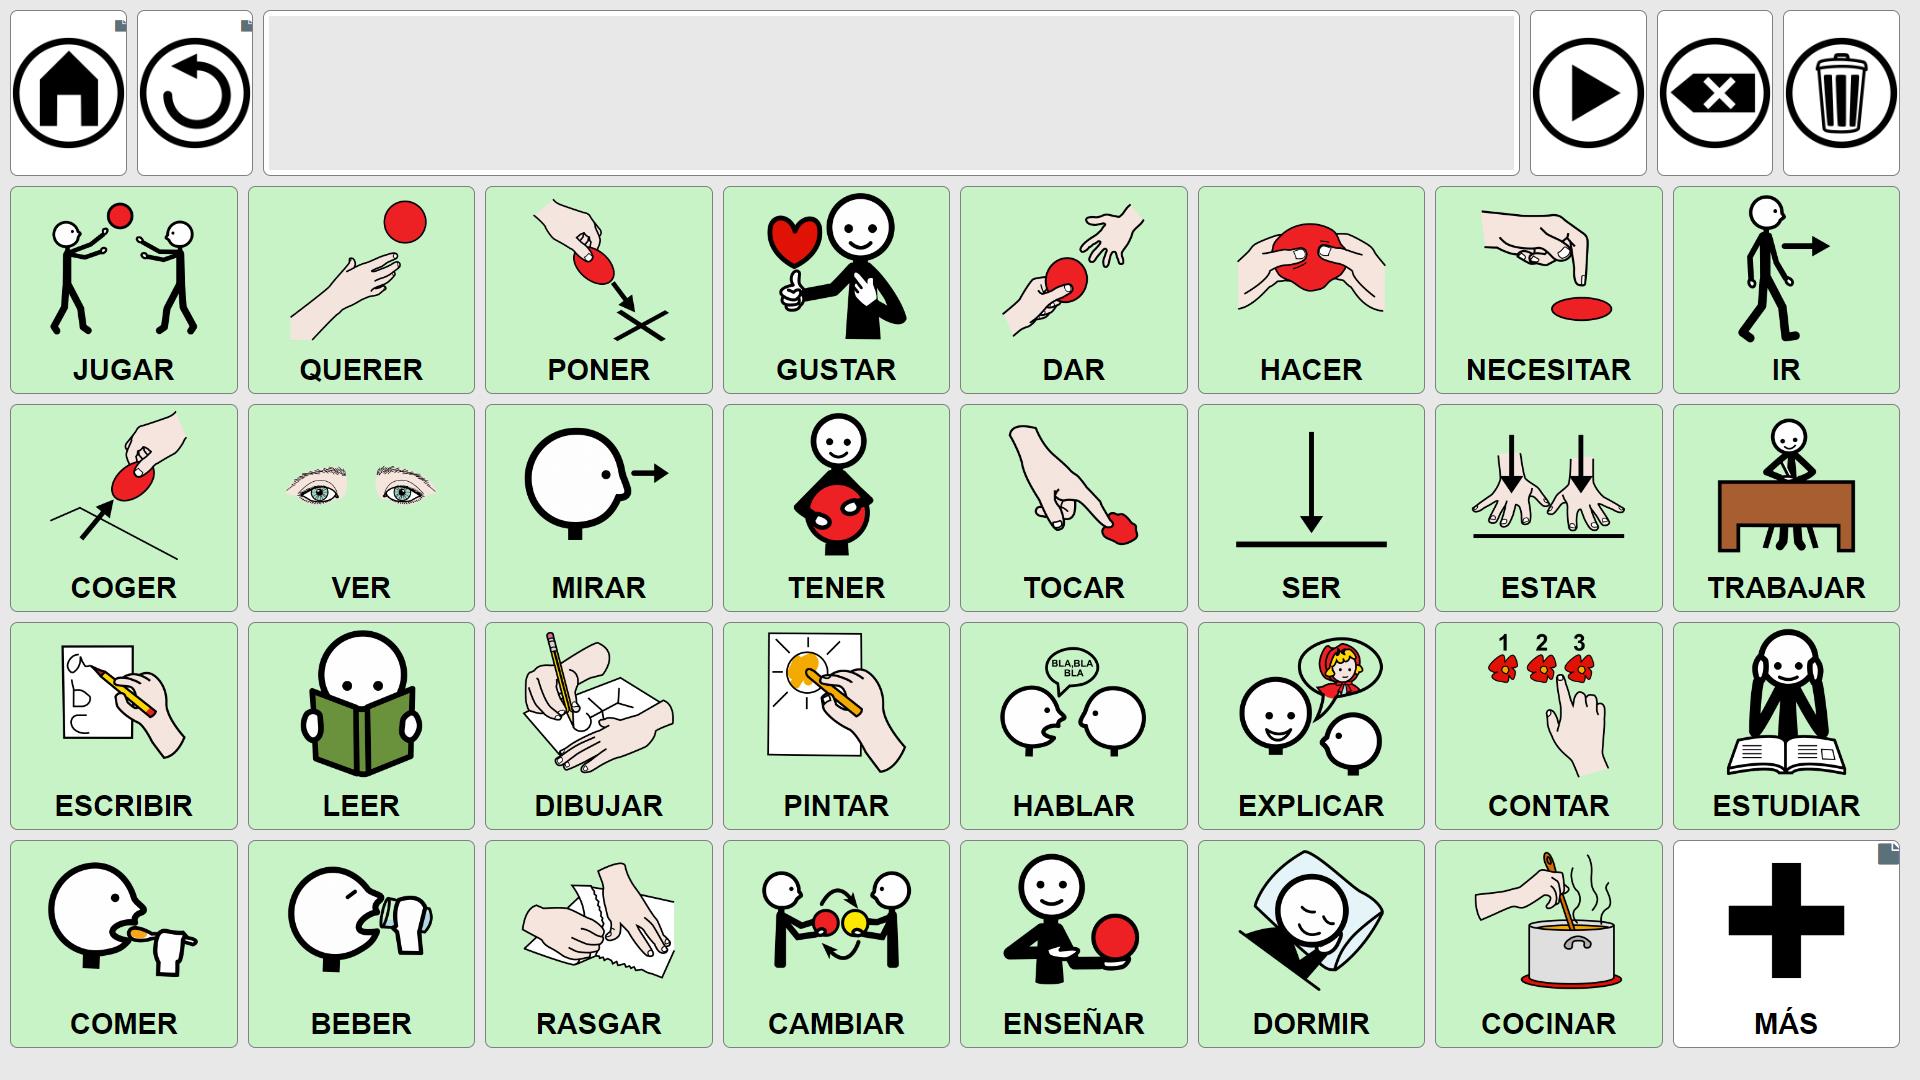 JUGAR
QUERER
PONER
GUSTAR
DAR
HACER
NECESITAR
IR
COGER
VER
MIRAR
TENER
TOCAR
SER
ESTAR
TRABAJAR
ESCRIBIR
LEER
DIBUJAR
PINTAR
BLA,BLA
BLA
HABLAR
EXPLICAR
1 2 3
CONTAR
ESTUDIAR
COMER
BEBER
RASGAR
CAMBIAR
ENSEÑAR
DORMIR
COCINAR
MÁS